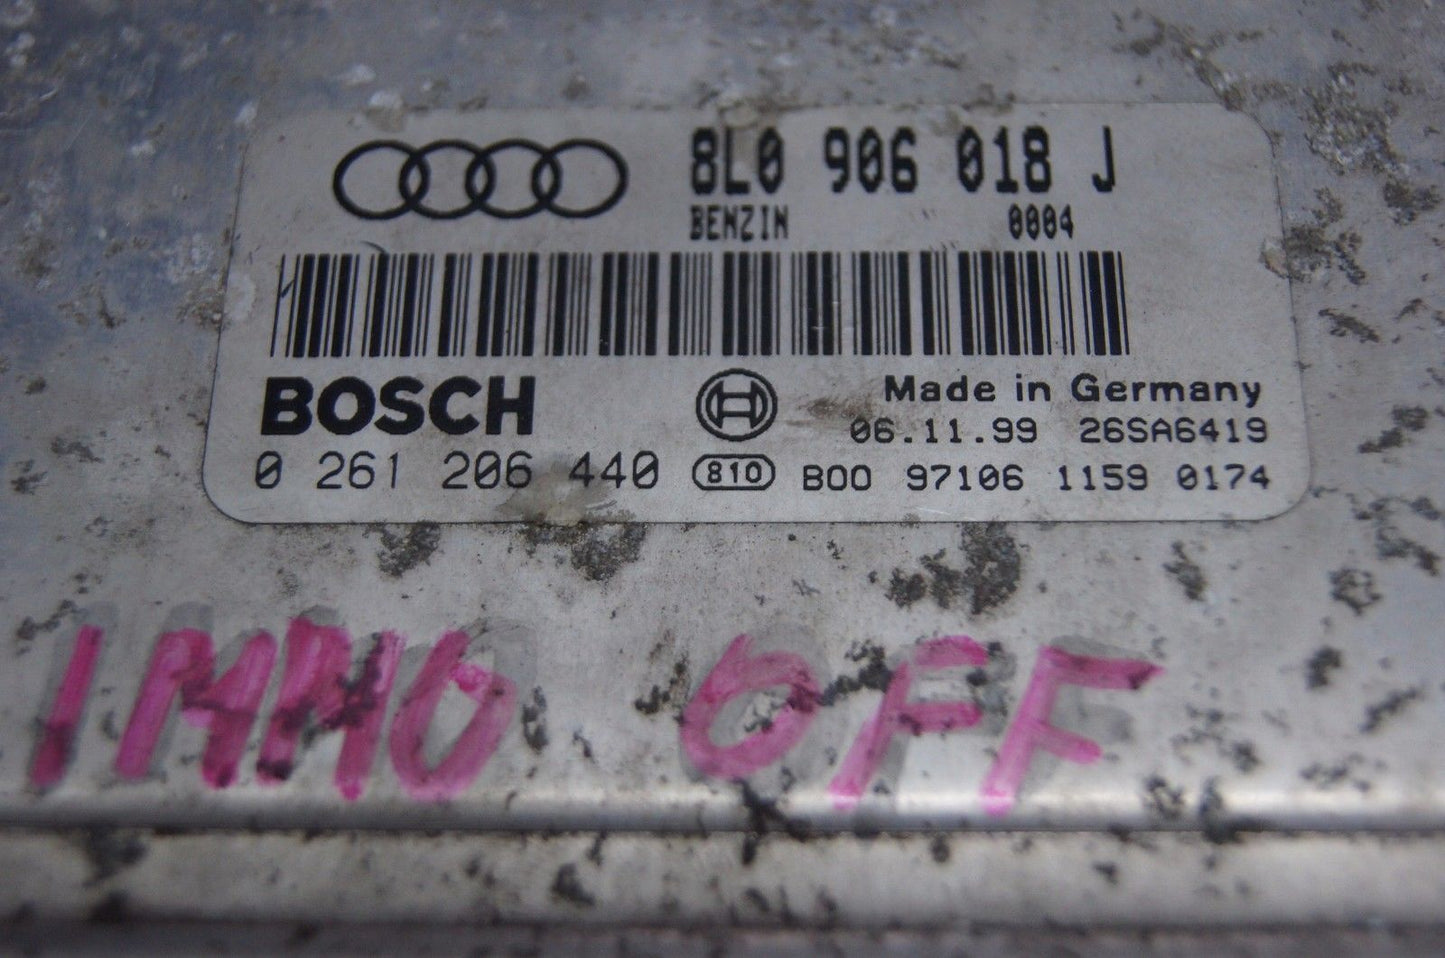 8L0 906 018 J
BENZIN 0004
BOSCH Made in Germany
06.11.99 26SA6419
0 261 206 440 810 B00 97106 1159 0174
IMMO OFF